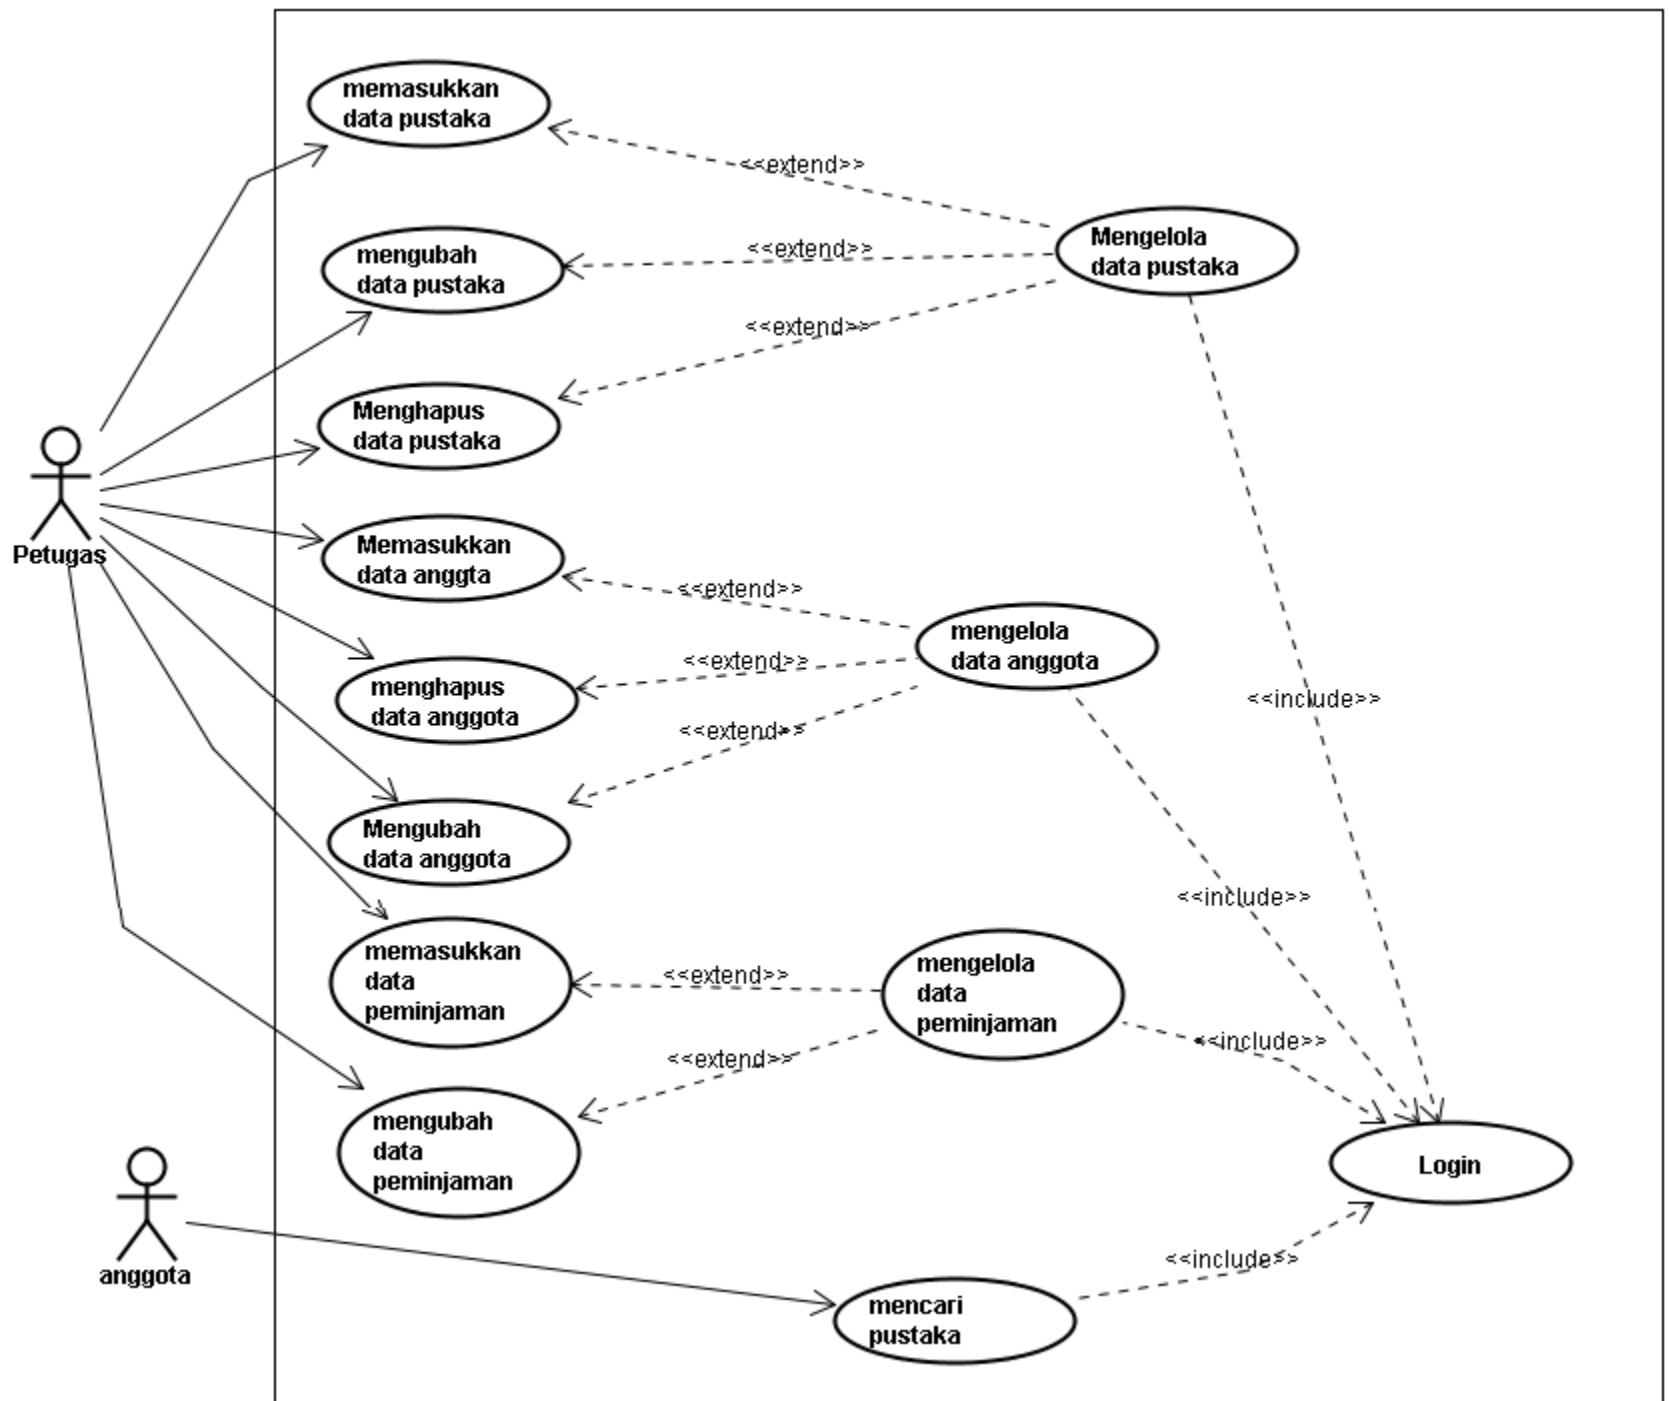 memasukkan
data pustaka
<<extend>>
mengubah
data pustaka
<<extend>>
Mengelola
data pustaka
<<extend>>
Menghapus
data pustaka
Petugas
Memasukkan
data anggta
<<extend>>
mengelola
data anggota
<<extend>>
menghapus
data anggota
<<include>>
<<extend>>
Mengubah
data anggota
<<include>>
memasukkan
data
peminjaman
<<extend>>
mengelola
data
peminjaman
<<include>>
<<extend>>
mengubah
data
peminjaman
Login
anggota
<<include>>
mencari
pustaka